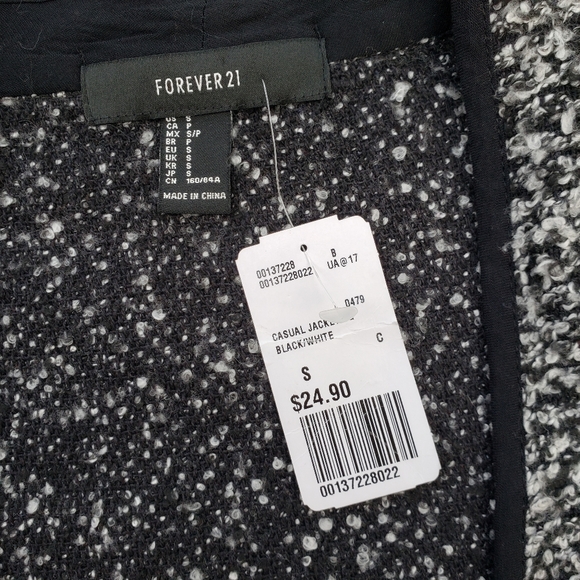 FOREVER 21
US S
CA P
MX S/P
BR P
EU S
UK S
KR S
JP S
CN 160/84A
MADE IN CHINA
00137228 B
00137228022 UA@17
0479
CASUAL
BLACK/WHITE C
S
$24.90
00137228022